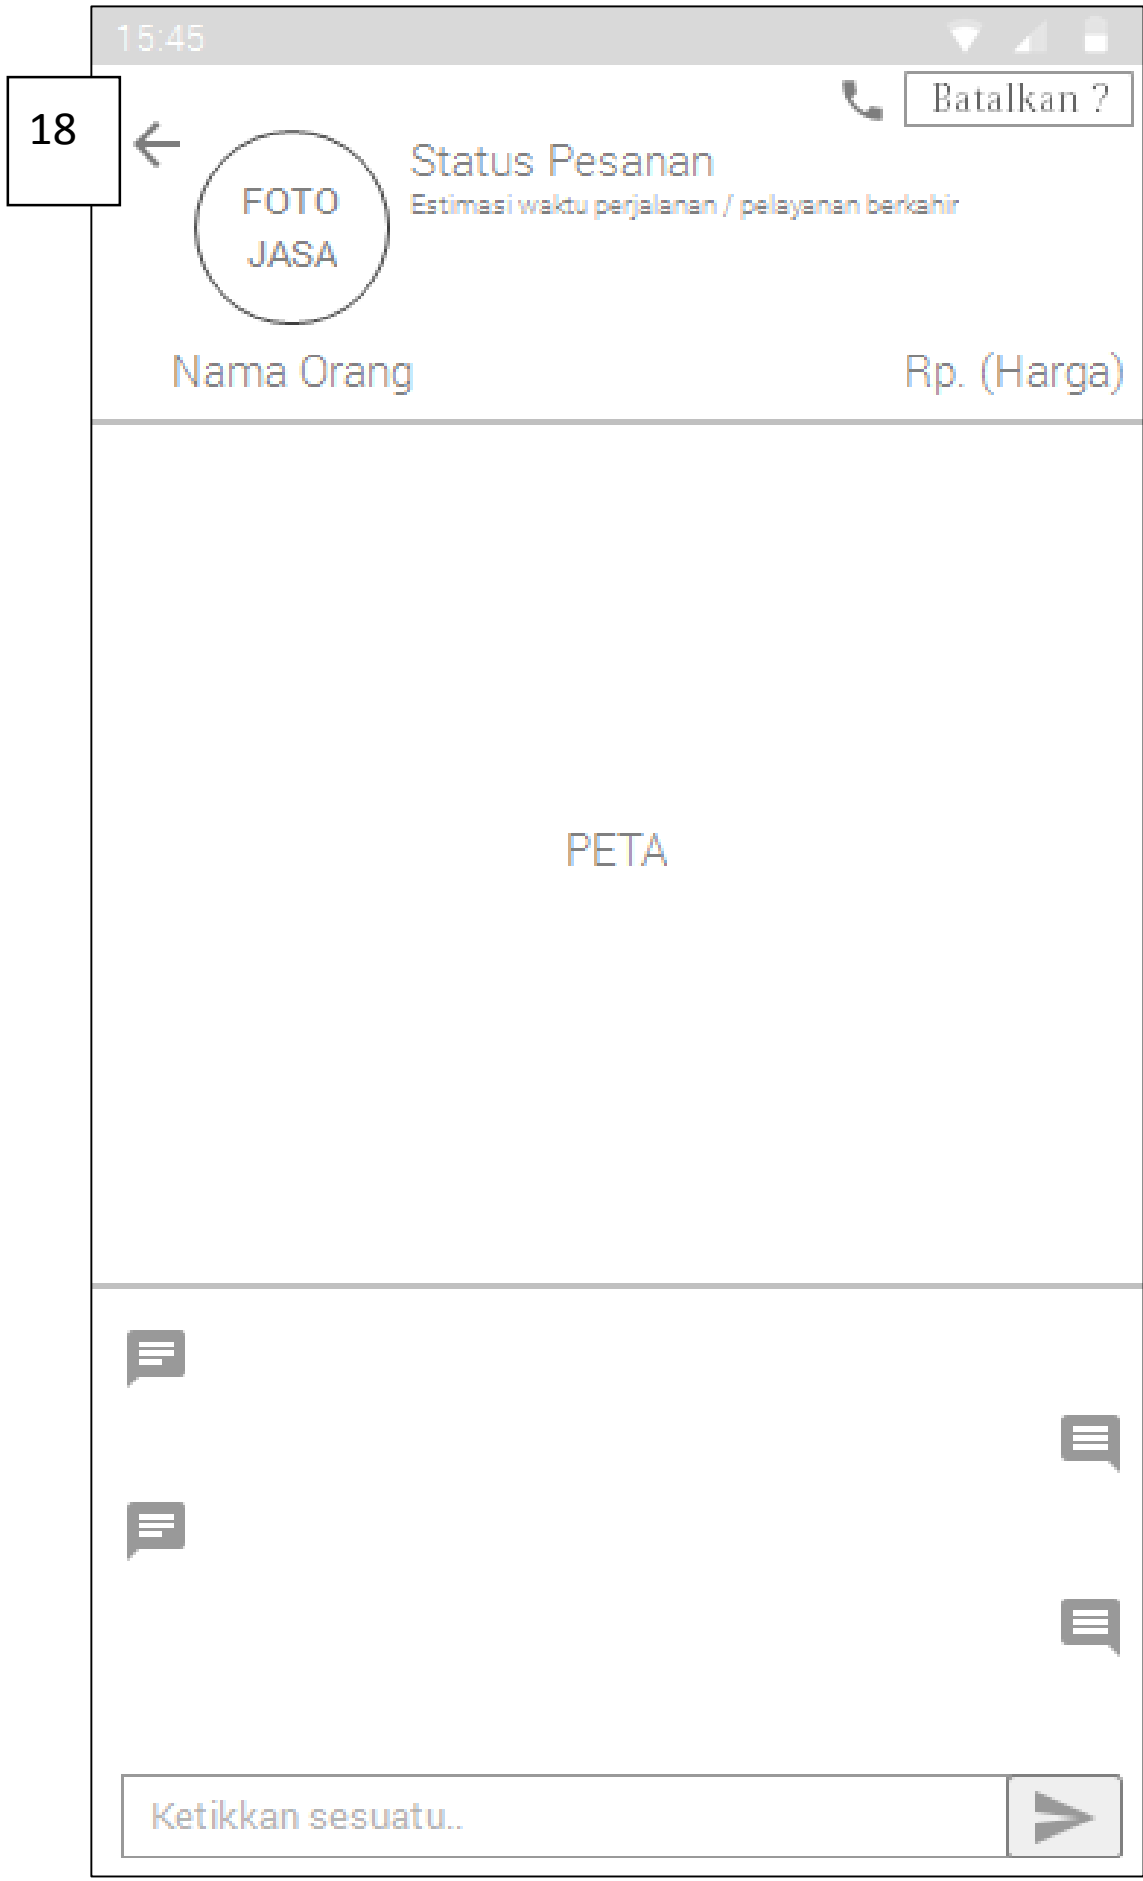 15:45
18
Batalkan ?
Status Pesanan
Estimasi waktu perjalanan / pelayanan berkahir
FOTO
JASA
Nama Orang
Rp. (Harga)
PETA
Ketikkan sesuatu..